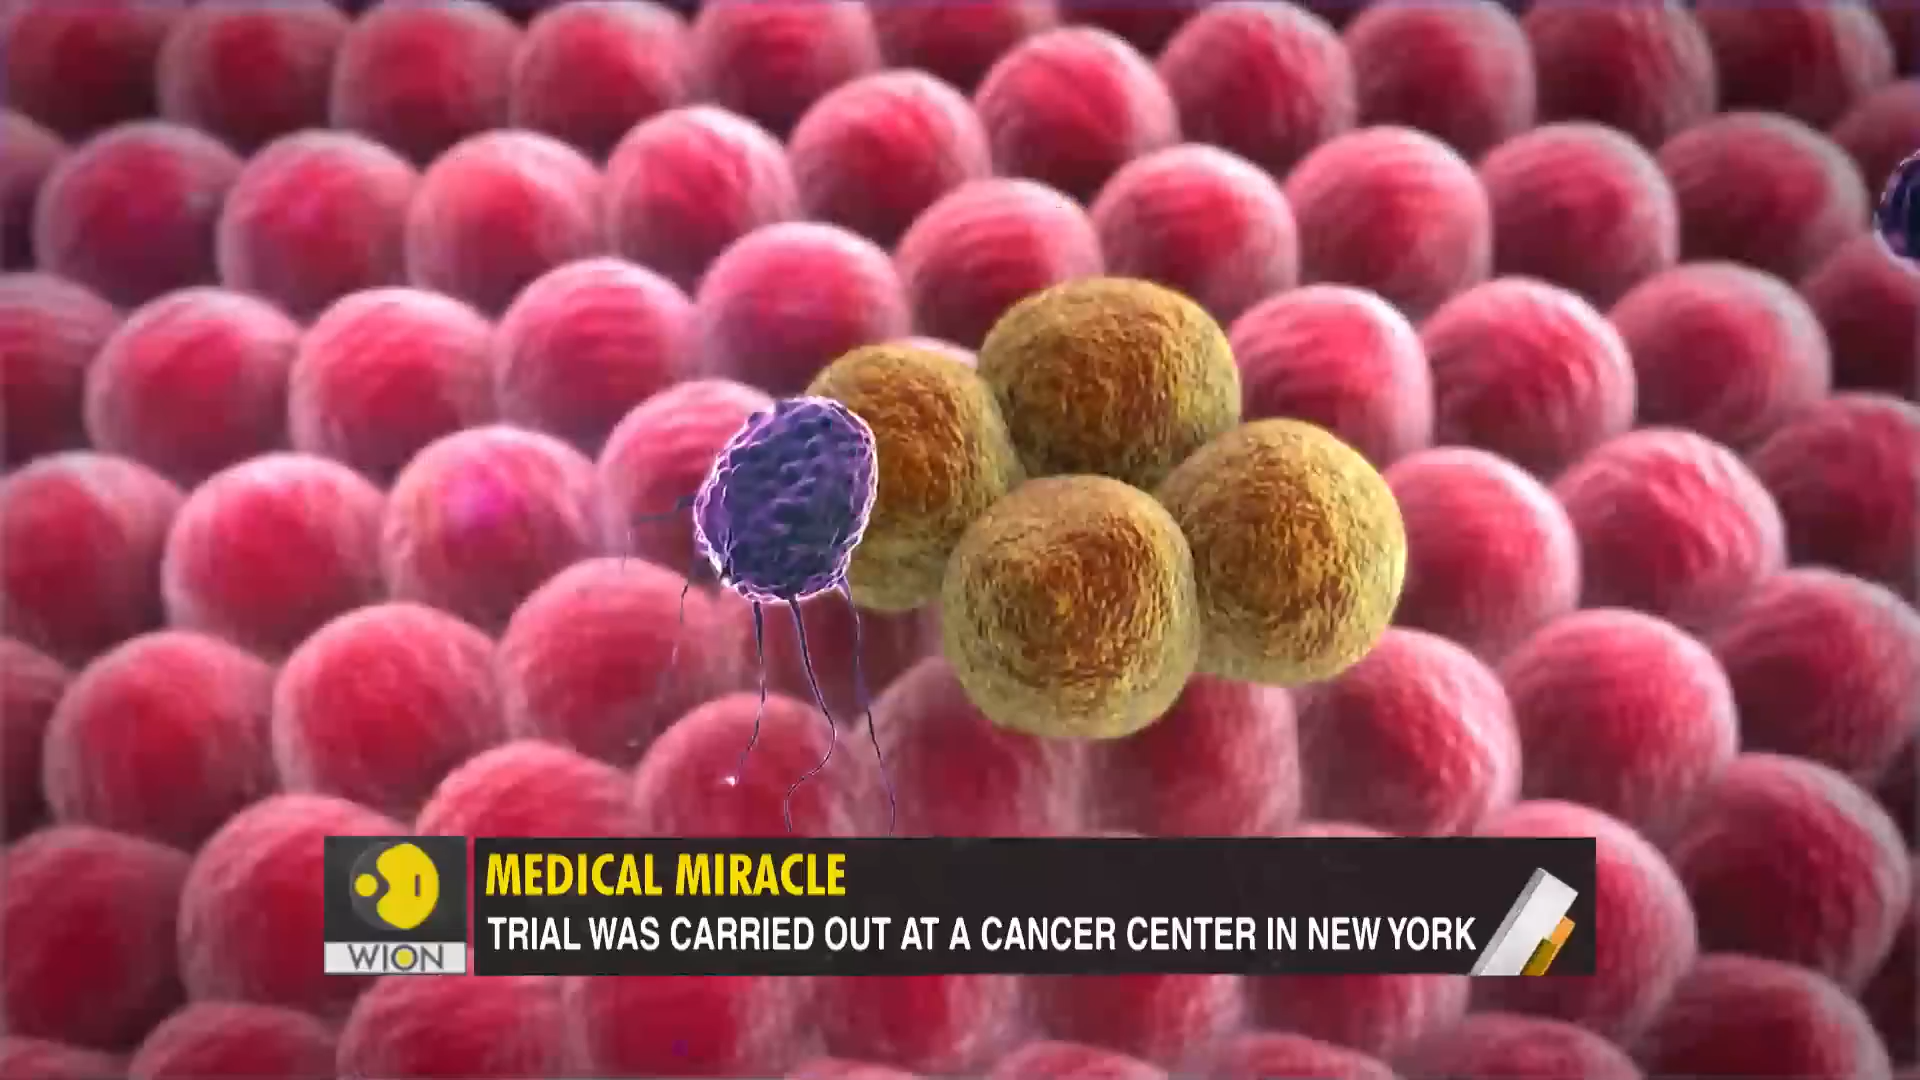 MEDICAL MIRACLE
TRIAL WAS CARRIED OUT AT A CANCER CENTER IN NEW YORK
WION